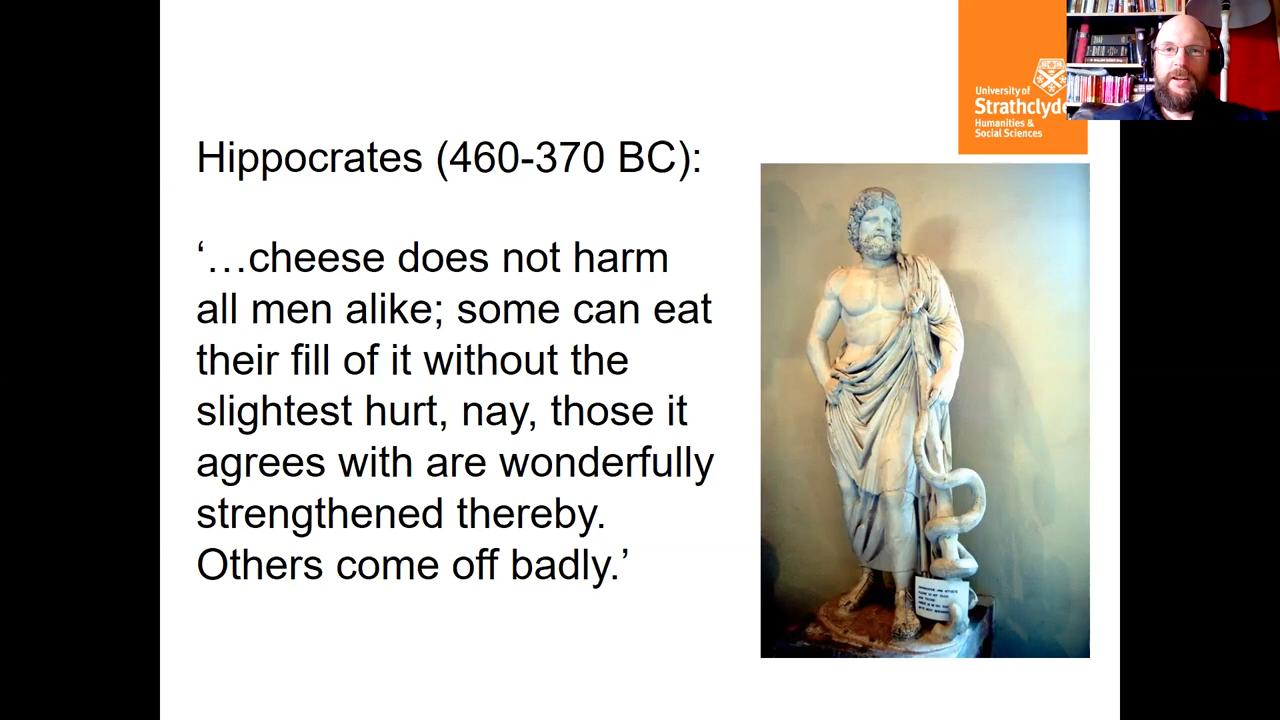 University of
Strathclyde
Humanities &
Social Sciences
Hippocrates (460-370 BC):
‘…cheese does not harm
all men alike; some can eat
their fill of it without the
slightest hurt, nay, those it
agrees with are wonderfully
strengthened thereby.
Others come off badly.’